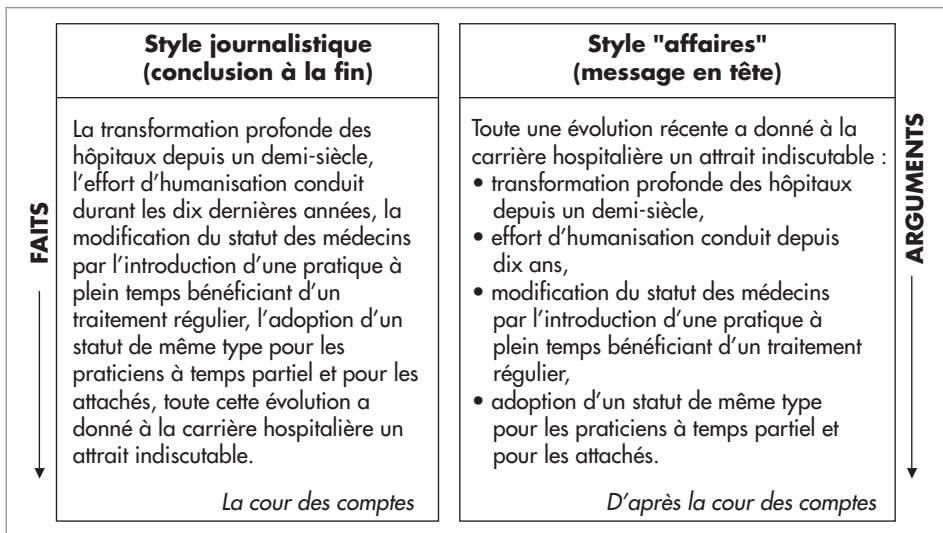 Style journalistique
(conclusion à la fin)
FAITS
La transformation profonde des
hôpitaux depuis un demi-siècle,
l'effort d'humanisation conduit
durant les dix dernières années, la
modification du statut des médecins
par l'introduction d'une pratique à
plein temps bénéficiant d'un
traitement régulier, l'adoption d'un
statut de même type pour les
praticiens à temps partiel et pour les
attachés, toute cette évolution a
donné à la carrière hospitalière un
attrait indiscutable.
La cour des comptes
Style "affaires"
(message en tête)
Toute une évolution récente a donné à la
carrière hospitalière un attrait indiscutable :
• transformation profonde des hôpitaux
depuis un demi-siècle,
• effort d'humanisation conduit depuis
dix ans,
• modification du statut des médecins
par l'introduction d'une pratique à
plein temps bénéficiant d'un traitement
régulier,
• adoption d'un statut de même type
pour les praticiens à temps partiel et
pour les attachés.
D'après la cour des comptes
ARGUMENTS